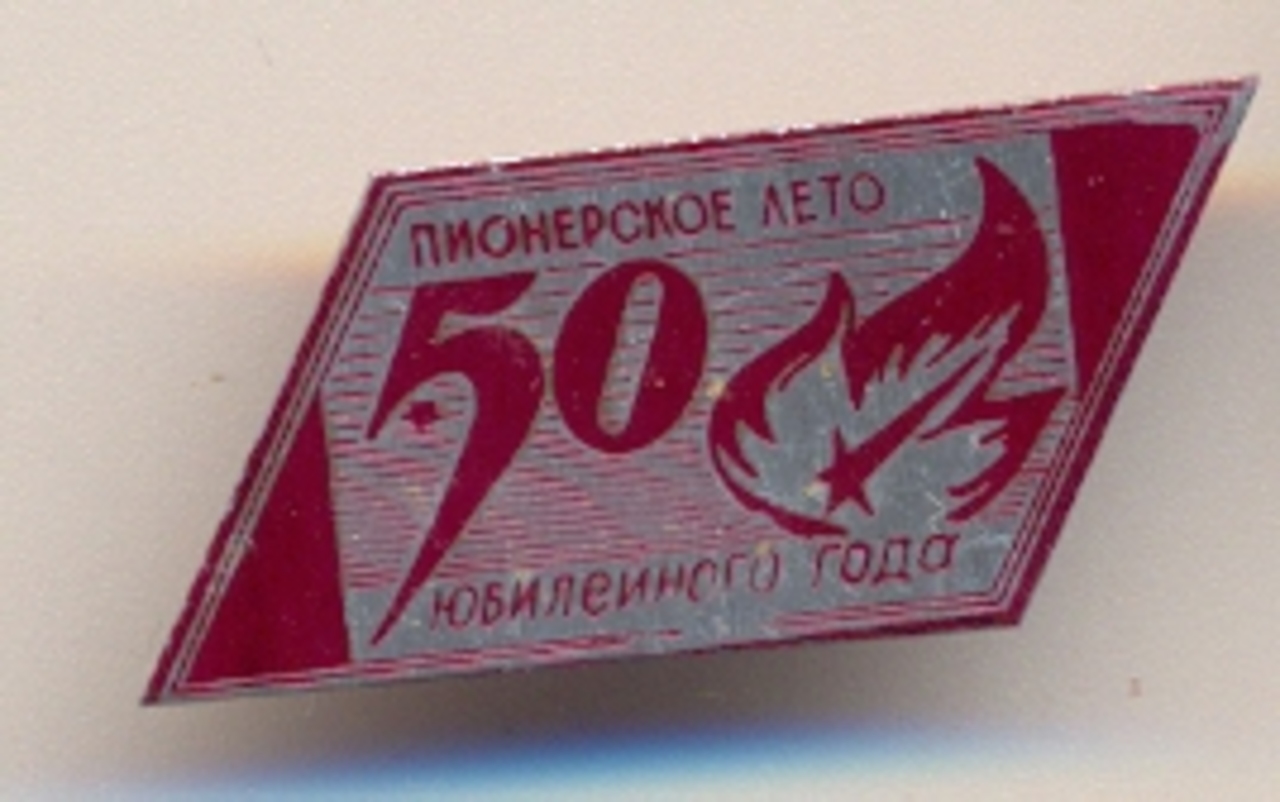 ПИОНЕРСКОЕ ЛЕТО
50
ЮБИЛЕЙНОГО ГОДА